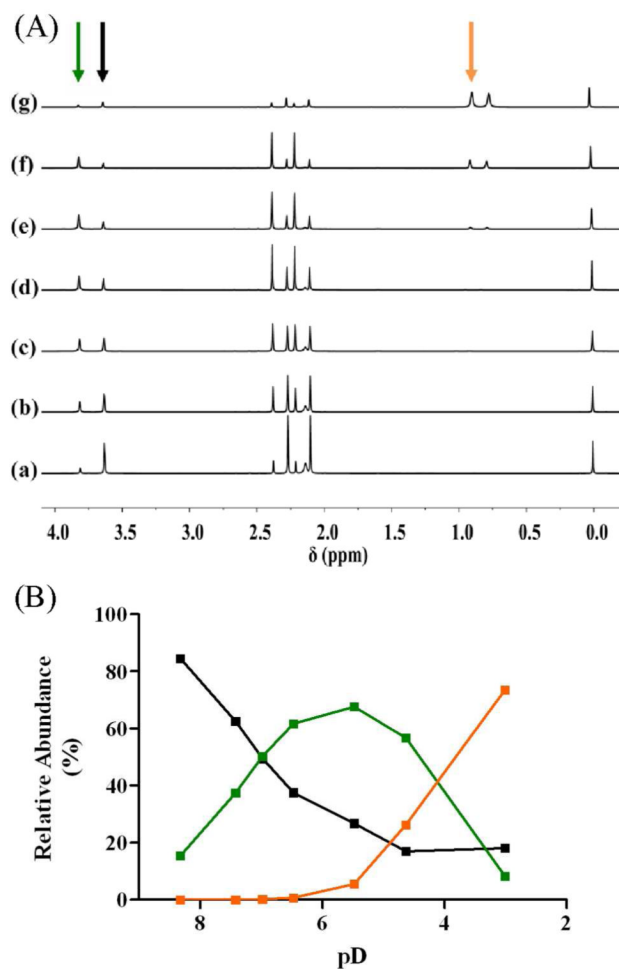 (A)
(g)
(f)
(e)
(d)
(c)
(b)
(a)
4.0 3.5 3.0 2.5 2.0 1.5 1.0 0.5 0.0
δ (ppm)
(B)
100
80
60
40
20
0
Relative Abundance
(%)
8 6 4 2
pD